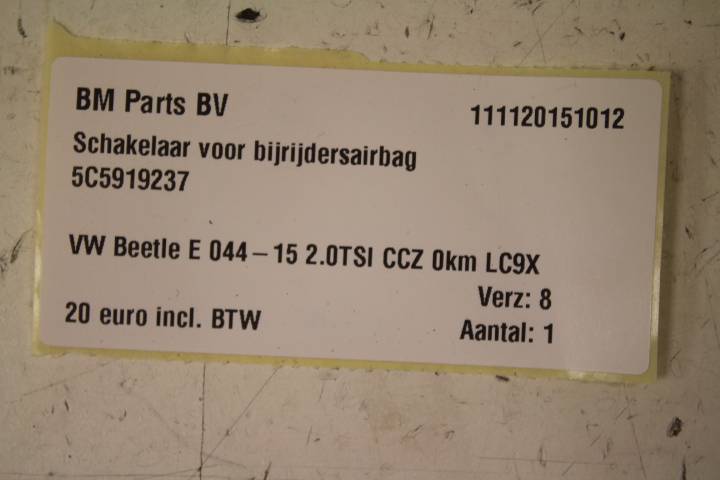 BM Parts BV 111120151012
Schakelaar voor bijrijdersairbag
5C5919237
VW Beetle E 044-15 2.0TSI CCZ 0km LC9X
Verz: 8
20 euro incl. BTW Aantal: 1